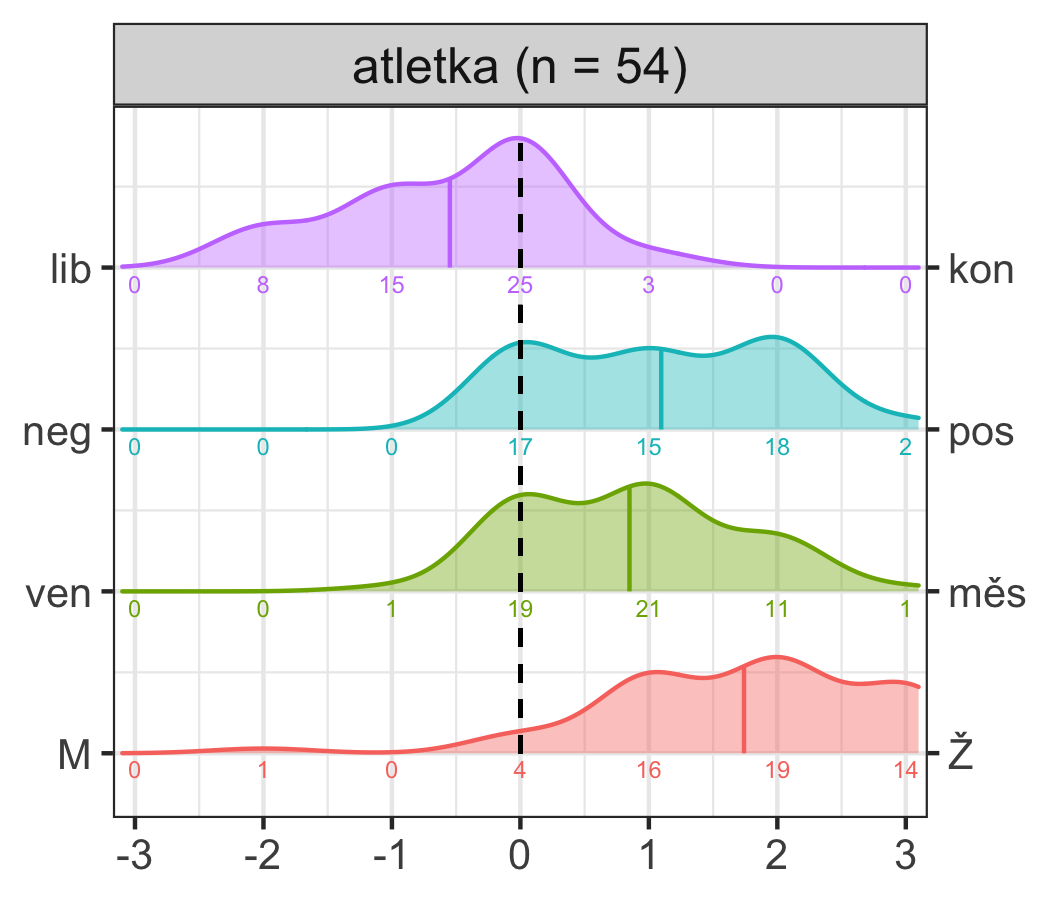 atletka (n = 54)
lib kon
0 8 15 25 3 0 0
neg pos
0 0 0 17 15 18 2
ven měs
0 0 1 19 21 11 1
M Ž
0 1 0 4 16 19 14
-3 -2 -1 0 1 2 3